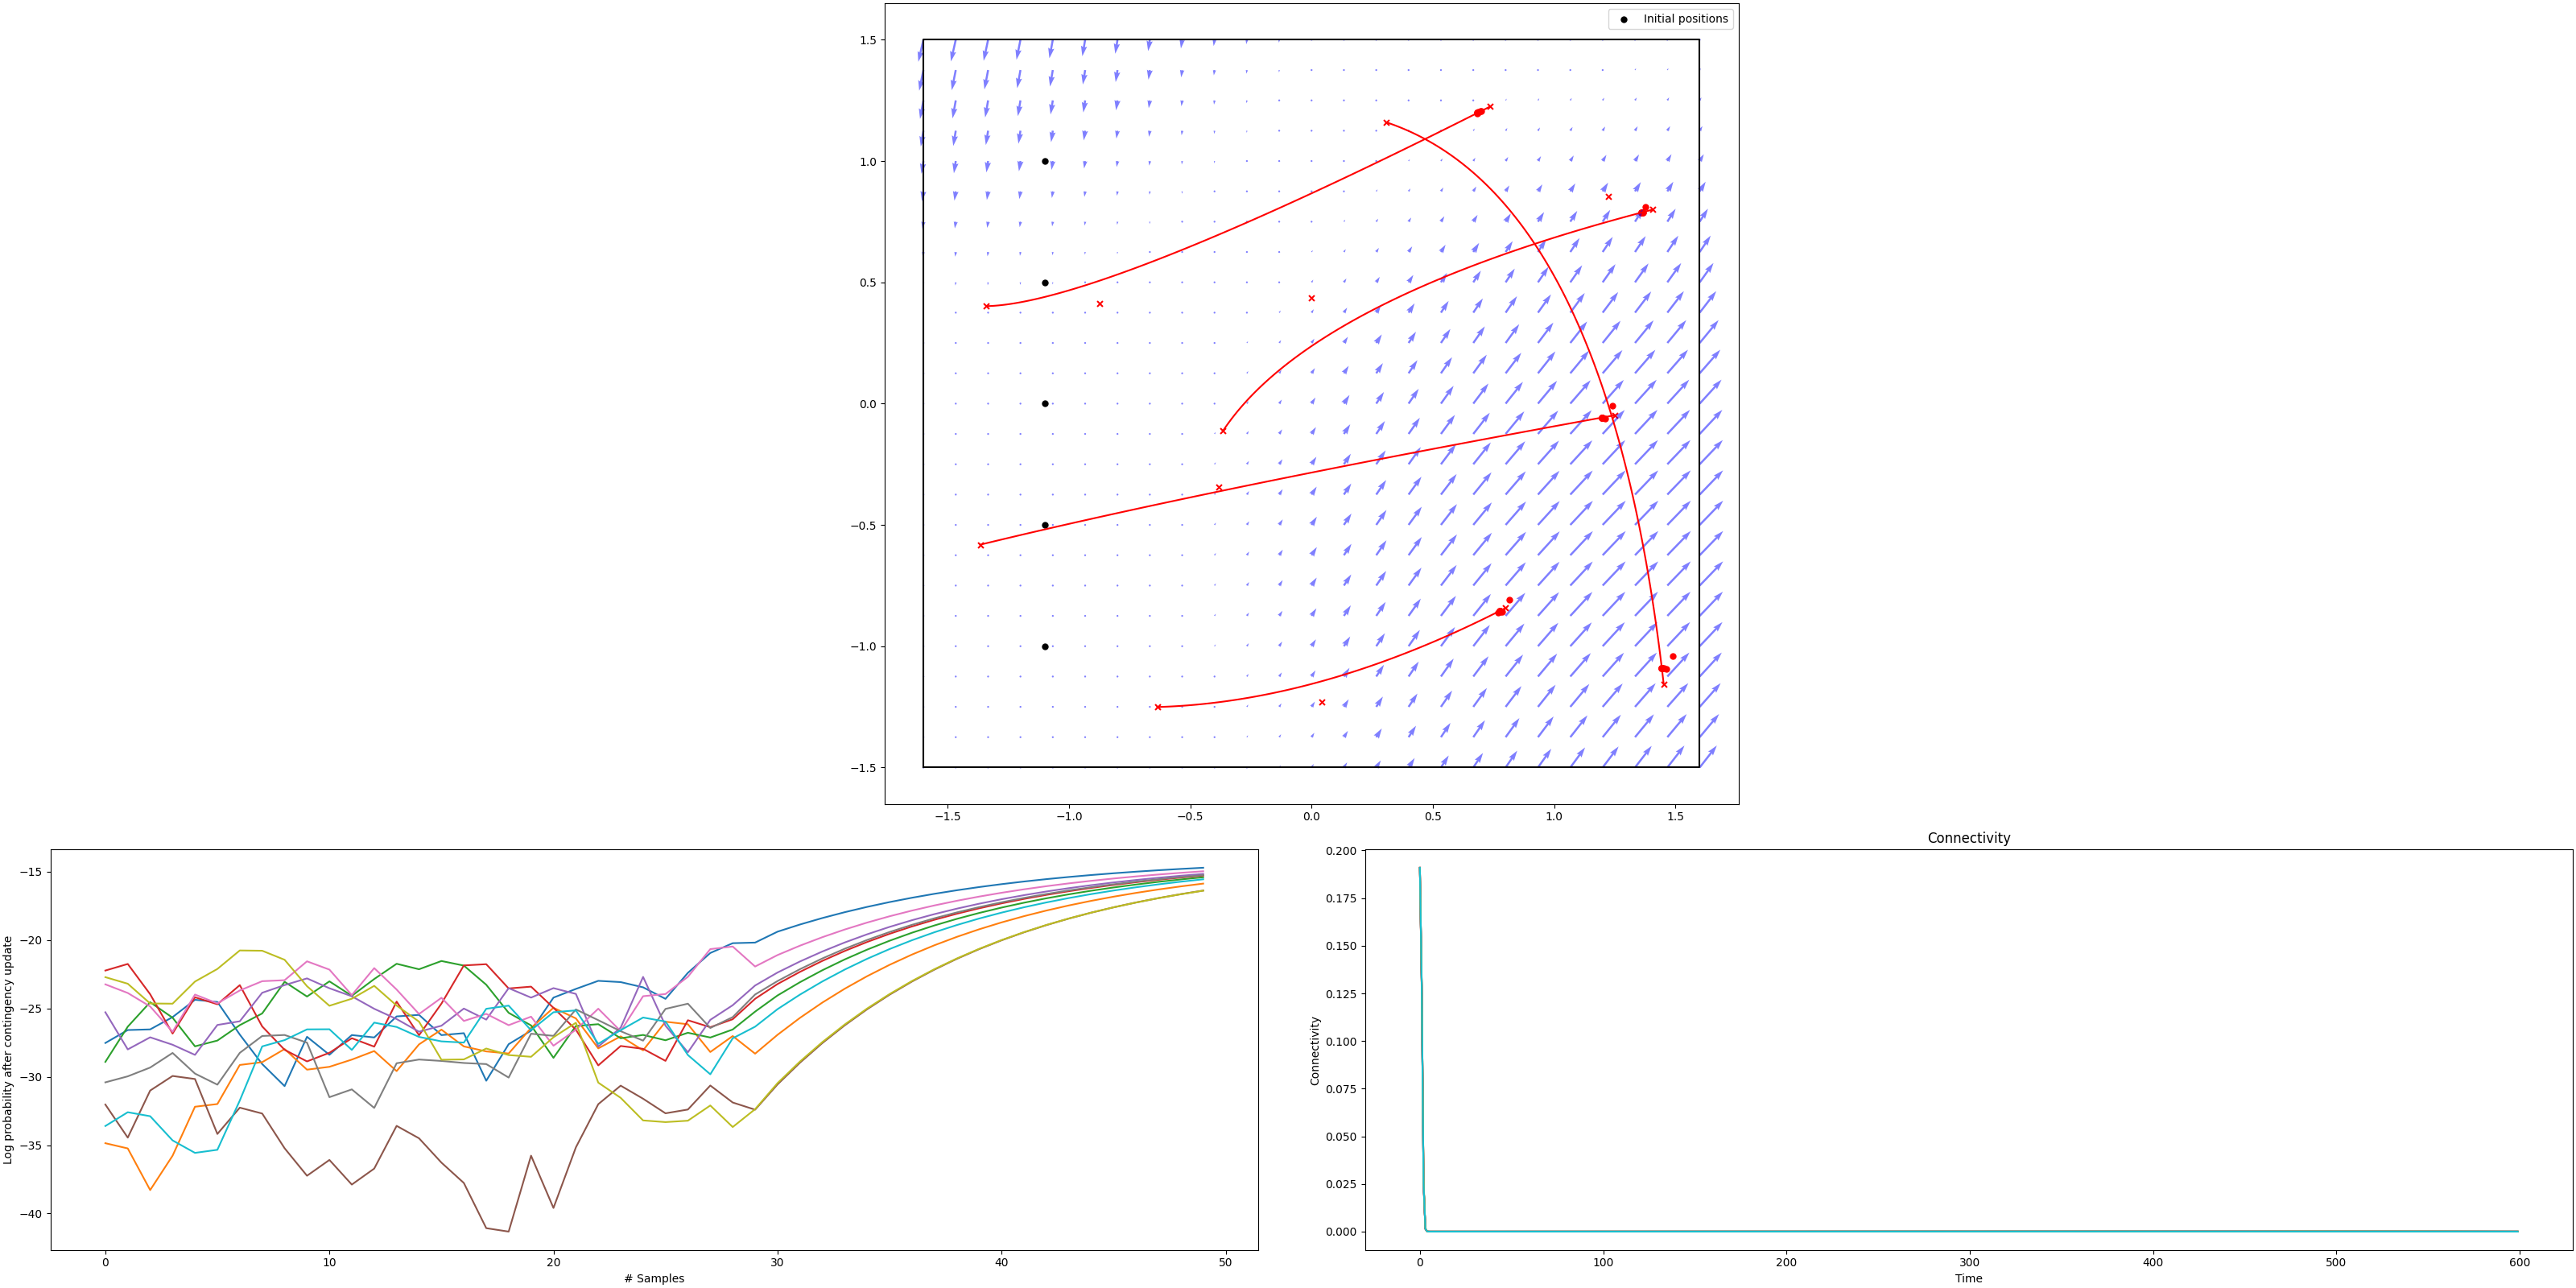 Initial positions
1.5
1.0
0.5
0.0
−0.5
−1.0
−1.5
−1.5 −1.0 −0.5 0.0 0.5 1.0 1.5
Log probability after contingency update
−15
−20
−25
−30
−35
−40
0 10 20 30 40 50
# Samples
Connectivity
Connectivity
0.200
0.175
0.150
0.125
0.100
0.075
0.050
0.025
0.000
0 100 200 300 400 500 600
Time